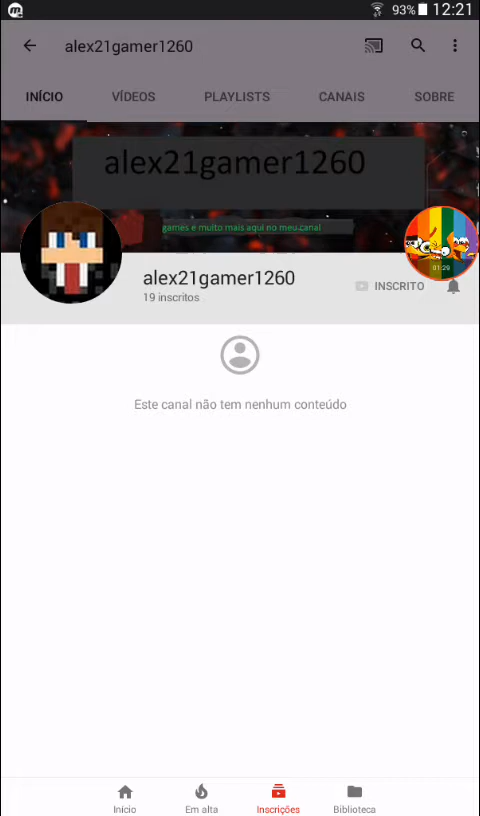 93% 12:21
alex21gamer1260
INÍCIO VÍDEOS PLAYLISTS CANAIS SOBRE
alex21gamer1260
games e muito mais aqui no meu canal
01:29
alex21gamer1260
INSCRITO
19 inscritos
Este canal não tem nenhum conteúdo
Início Em alta Inscrições Biblioteca